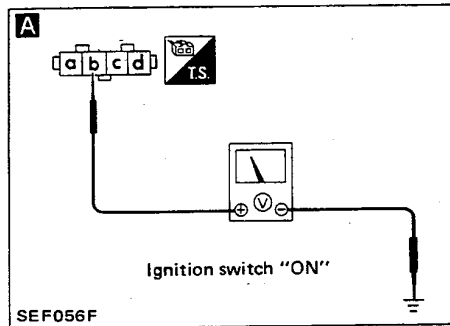 A
a b c d
T.S.
V
+ −
Ignition switch "ON"
SEF056F